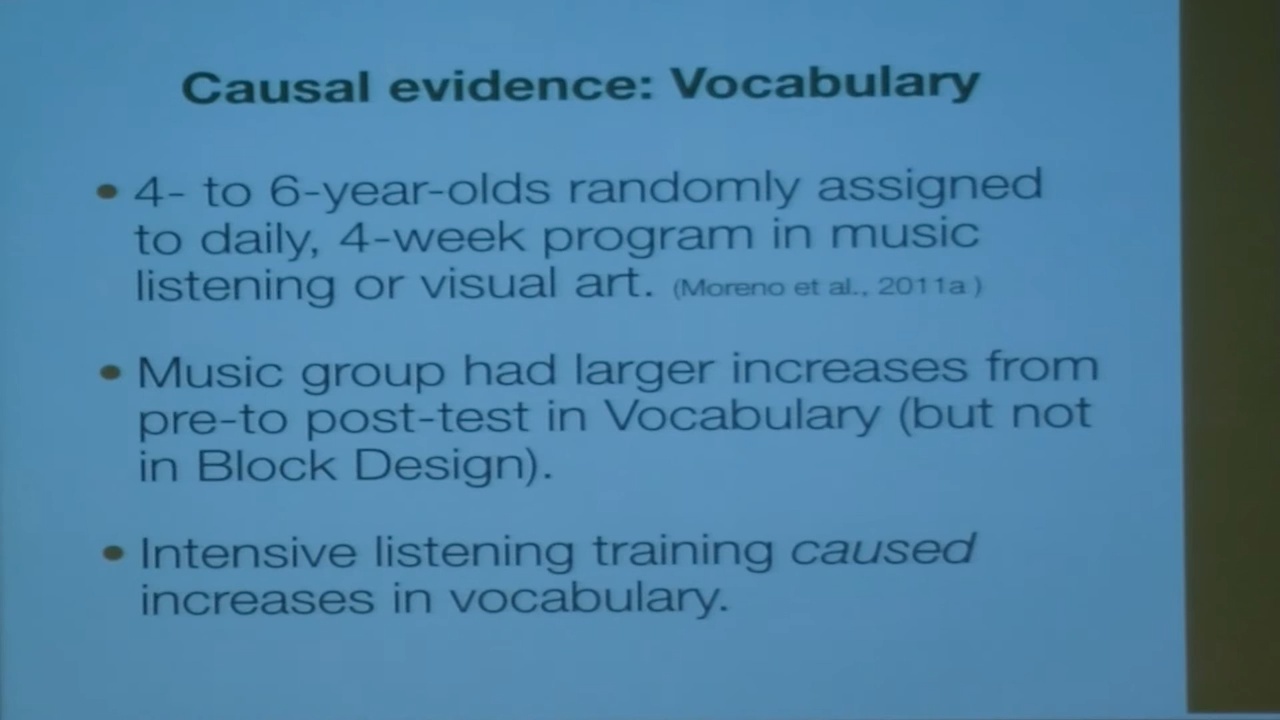 Causal evidence: Vocabulary
• 4- to 6-year-olds randomly assigned
to daily, 4-week program in music
listening or visual art. (Moreno et al., 2011a )
• Music group had larger increases from
pre-to post-test in Vocabulary (but not
in Block Design).
• Intensive listening training caused
increases in vocabulary.